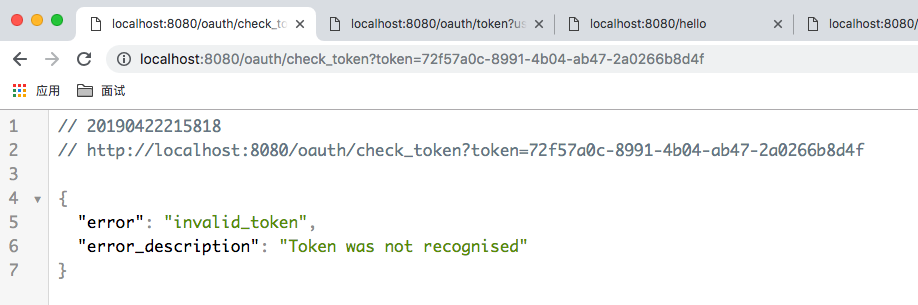 localhost:8080/oauth/check_to
localhost:8080/oauth/token?us
localhost:8080/hello
localhost:8080/
localhost:8080/oauth/check_token?token=72f57a0c-8991-4b04-ab47-2a0266b8d4f
应用 面试
1 // 20190422215818
2 // http://localhost:8080/oauth/check_token?token=72f57a0c-8991-4b04-ab47-2a0266b8d4f
3
4 {
5 "error": "invalid_token",
6 "error_description": "Token was not recognised"
7 }